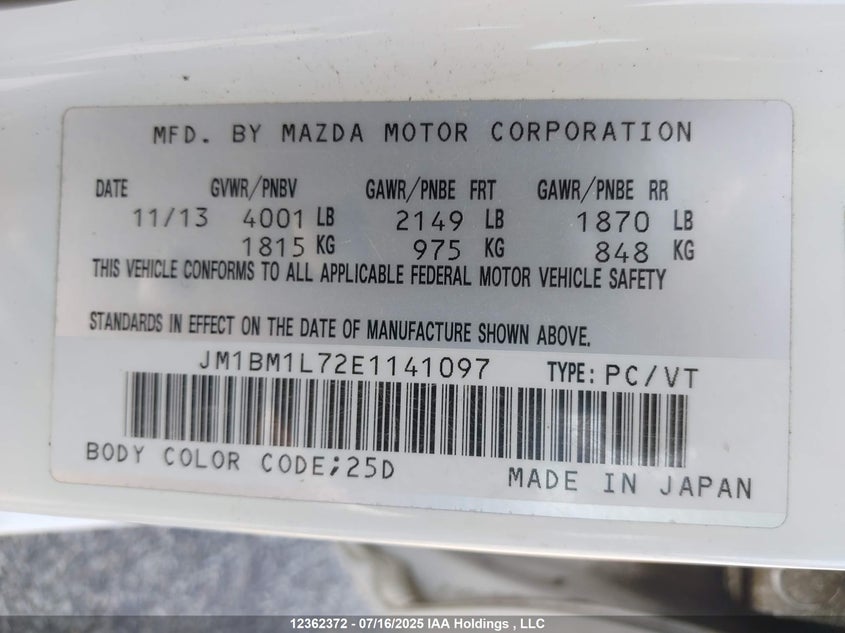 MFD. BY MAZDA MOTOR CORPORATION
DATE GVWR/PNBV GAWR/PNBE FRT GAWR/PNBE RR
11/13 4001 LB 2149 LB 1870 LB
1815 KG 975 KG 848 KG
THIS VEHICLE CONFORMS TO ALL APPLICABLE FEDERAL MOTOR VEHICLE SAFETY
STANDARDS IN EFFECT ON THE DATE OF MANUFACTURE SHOWN ABOVE.
JM1BM1L72E1141097 TYPE: PC/VT
BODY COLOR CODE;25D
MADE IN JAPAN
12362372 - 07/16/2025 IAA Holdings , LLC